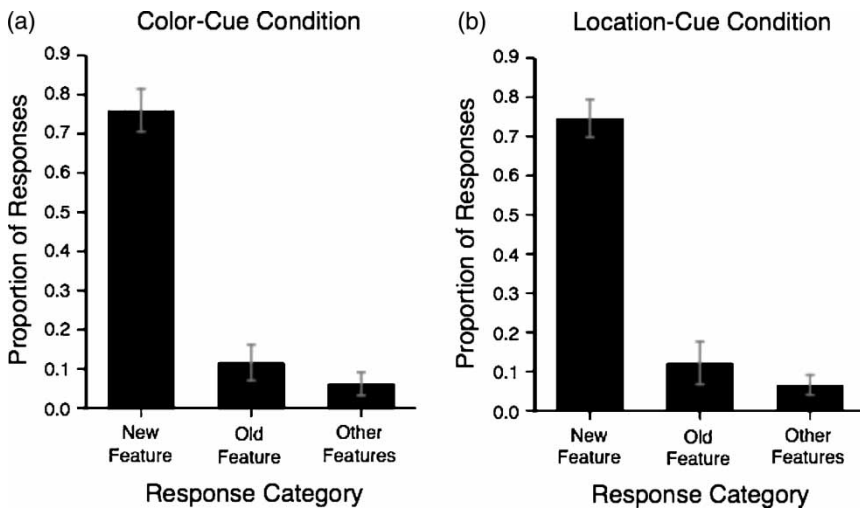 (a)
Color-Cue Condition
Proportion of Responses
0.9
0.8
0.7
0.6
0.5
0.4
0.3
0.2
0.1
0.0
New
Feature
Old
Feature
Other
Features
Response Category
(b)
Location-Cue Condition
Proportion of Responses
0.9
0.8
0.7
0.6
0.5
0.4
0.3
0.2
0.1
0.0
New
Feature
Old
Feature
Other
Features
Response Category